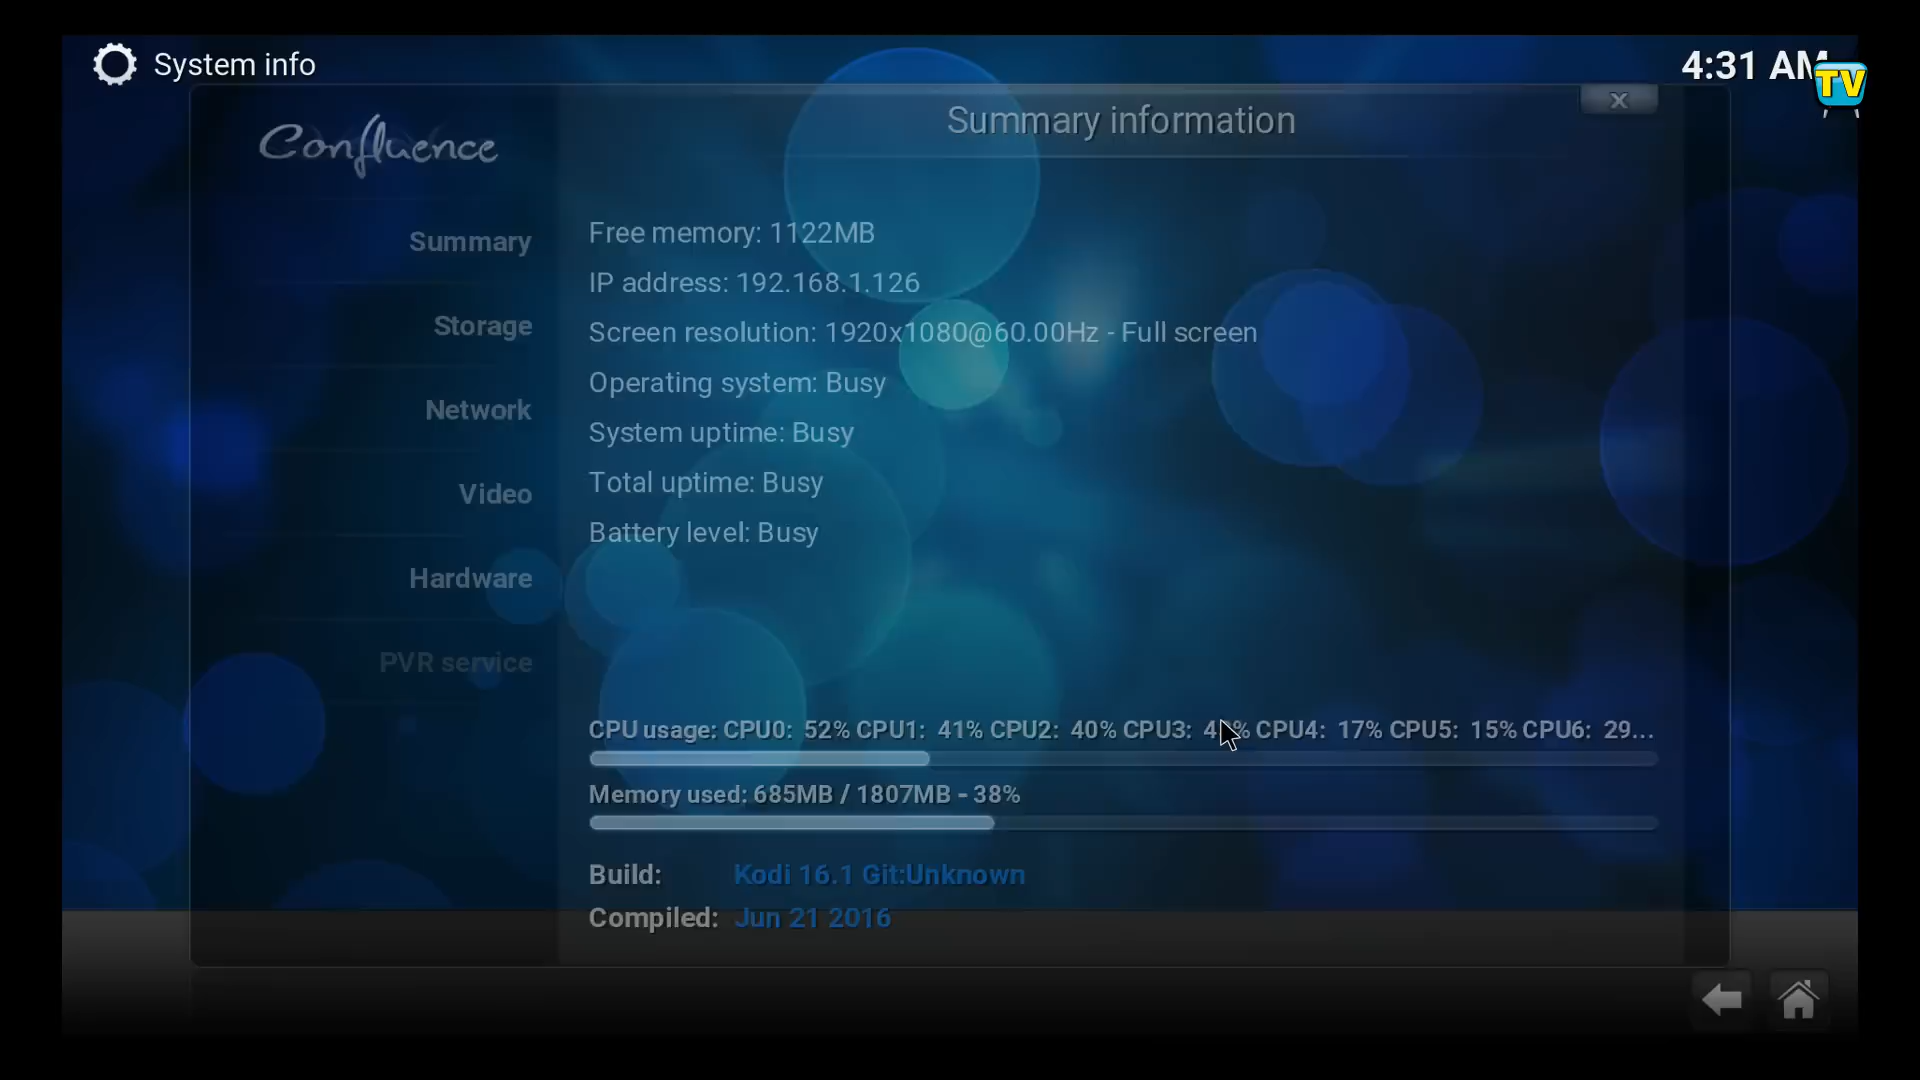 System info
4:31 AM
TV
Confluence
Summary information
x
Summary
Storage
Network
Video
Hardware
PVR service
Free memory: 1122MB
IP address: 192.168.1.126
Screen resolution: 1920x1080@60.00Hz - Full screen
Operating system: Busy
System uptime: Busy
Total uptime: Busy
Battery level: Busy
CPU usage: CPU0: 52% CPU1: 41% CPU2: 40% CPU3: CPU4: 17% CPU5: 15% CPU6: 29...
Memory used: 685MB / 1807MB - 38%
Build: Kodi 16.1 Git:Unknown
Compiled: Jun 21 2016